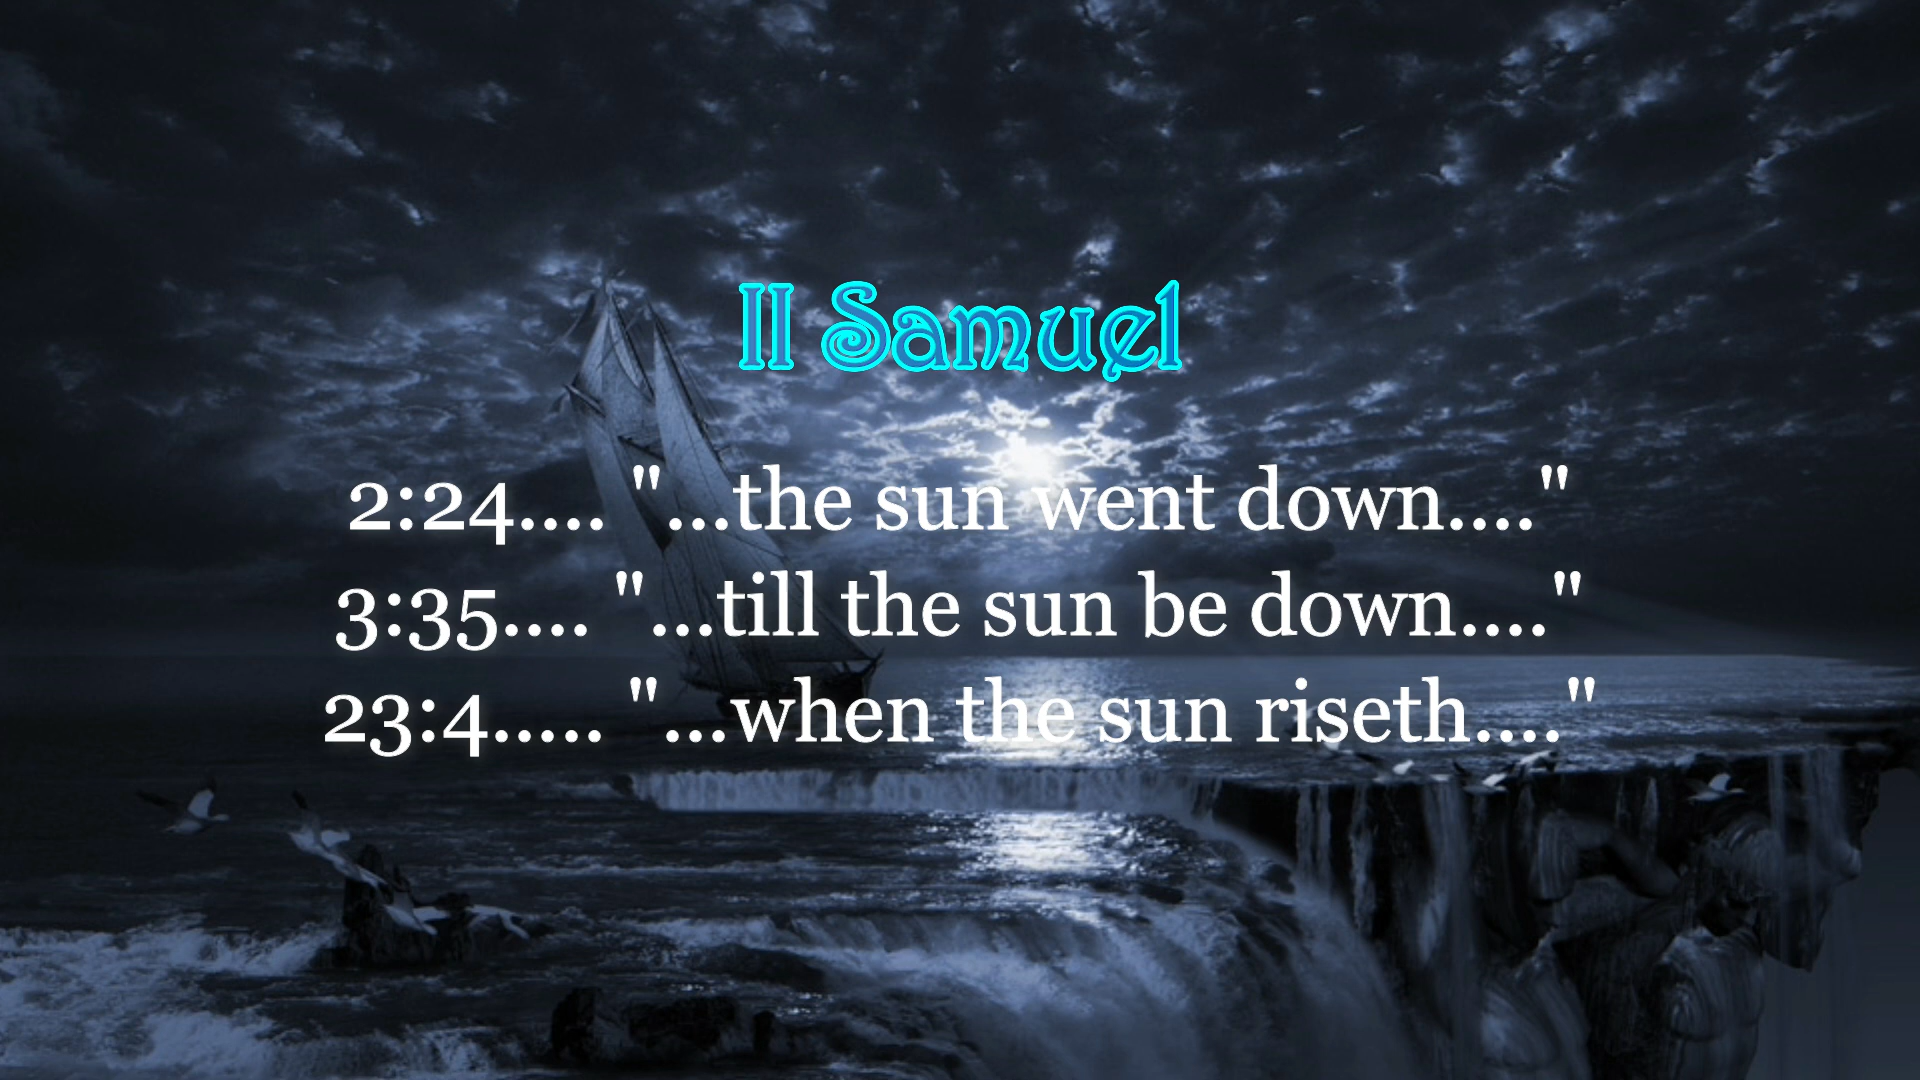 II Samuel
2:24.... "...the sun went down...."
3:35.... "...till the sun be down...."
23:4..... "...when the sun riseth...."